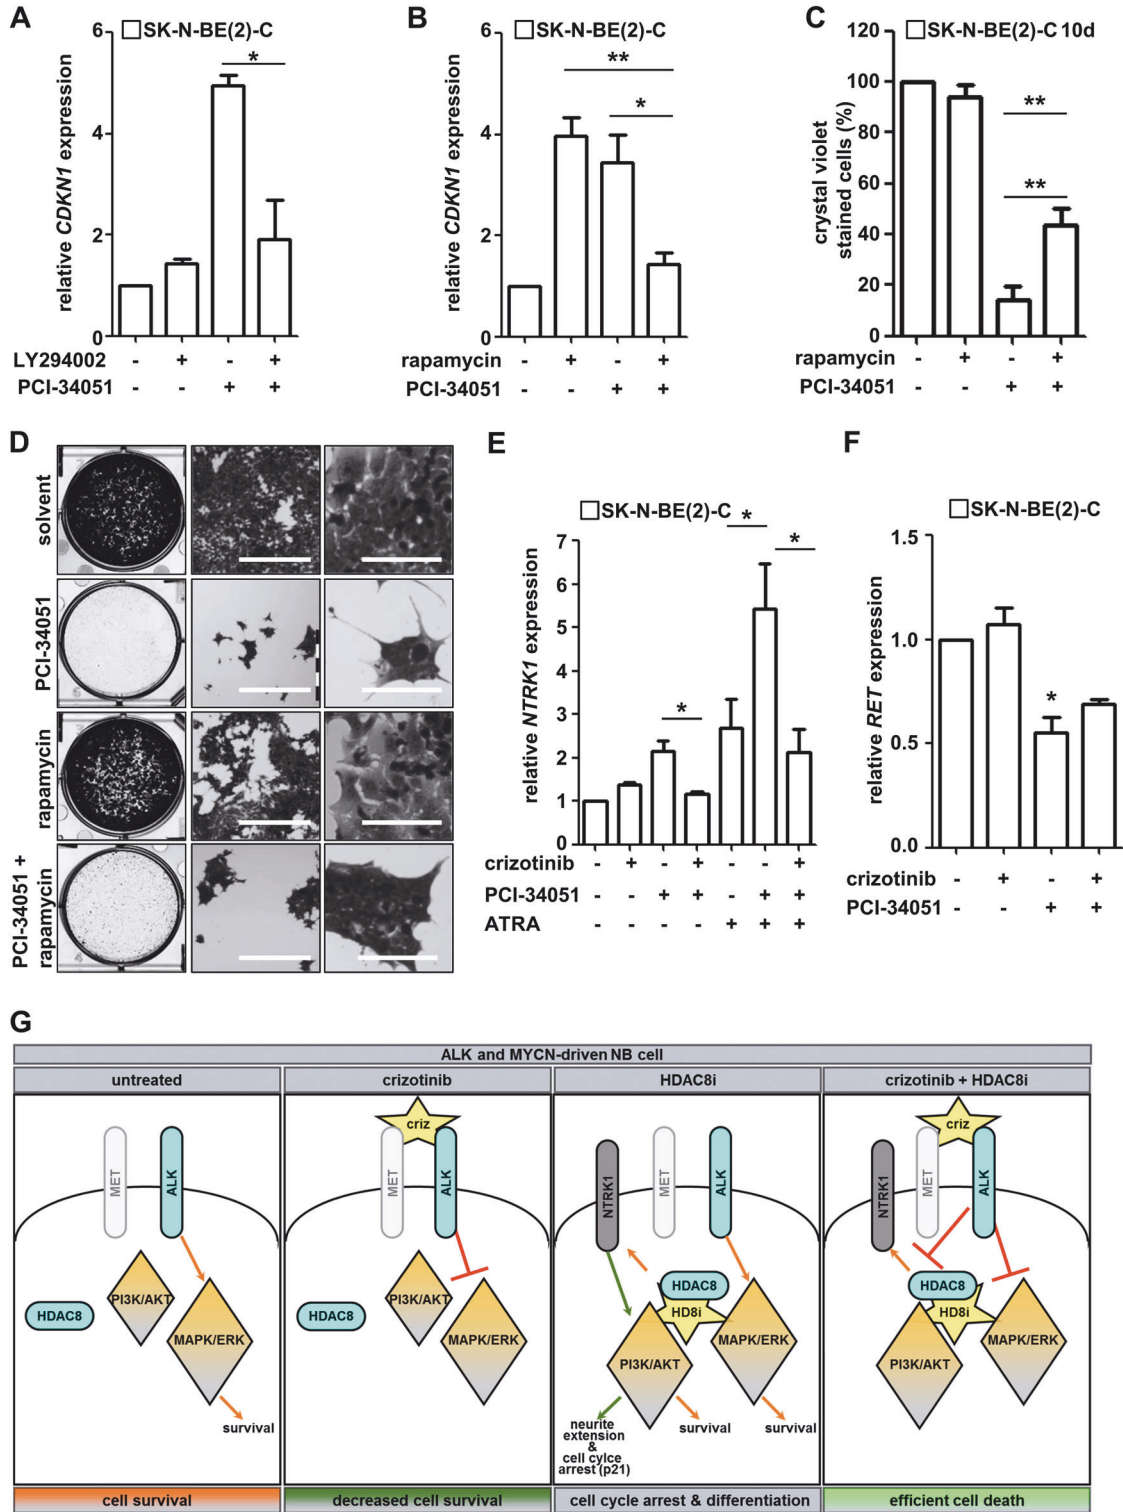 A
SK-N-BE(2)-C
relative CDKN1 expression
6
4
2
0
*
LY294002 - + - +
PCI-34051 - - + +
B
SK-N-BE(2)-C
relative CDKN1 expression
6
4
2
0
**
*
rapamycin - + - +
PCI-34051 - - + +
C
SK-N-BE(2)-C 10d
crystal violet
stained cells (%)
120
100
80
60
40
20
0
**
**
rapamycin - + - +
PCI-34051 - - + +
D
solvent
PCI-34051
rapamycin
PCI-34051 +
rapamycin
E
SK-N-BE(2)-C
relative NTRK1 expression
7
6
5
4
3
2
1
0
*
*
*
crizotinib - + - + - - +
PCI-34051 - - + + - + +
ATRA - - - - + + +
F
SK-N-BE(2)-C
relative RET expression
1.5
1.0
0.5
0.0
*
crizotinib - + - +
PCI-34051 - - + +
G
ALK and MYCN-driven NB cell
untreated
MET
ALK
HDAC8
PI3K/AKT
MAPK/ERK
survival
cell survival
crizotinib
criz
MET
ALK
HDAC8
PI3K/AKT
MAPK/ERK
decreased cell survival
HDAC8i
NTRK1
MET
ALK
HDAC8
HD8i
PI3K/AKT
MAPK/ERK
neurite
extension
&
cell cylce
arrest (p21)
survival
survival
cell cycle arrest & differentiation
crizotinib + HDAC8i
criz
NTRK1
MET
ALK
HDAC8
HD8i
PI3K/AKT
MAPK/ERK
efficient cell death